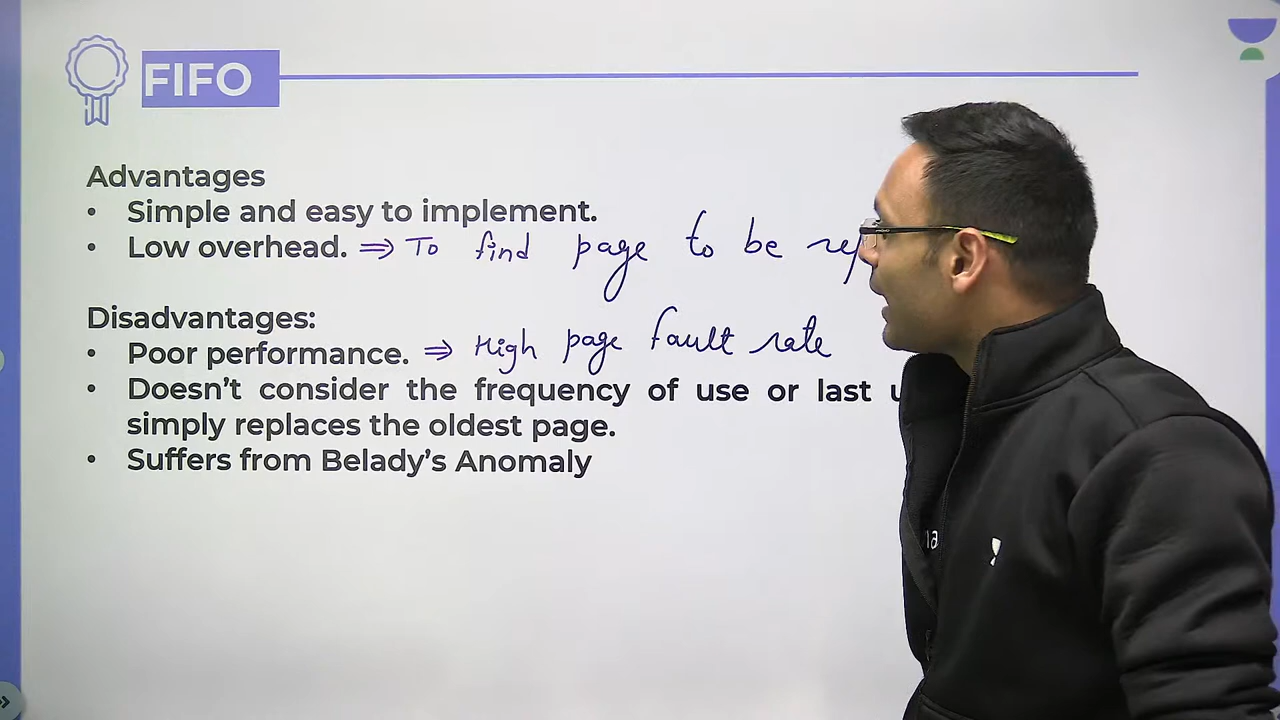 FIFO
Advantages
• Simple and easy to implement.
• Low overhead. ⇒ To find page to be
Disadvantages:
• Poor performance. ⇒ High page fault rate
• Doesn’t consider the frequency of use or last
simply replaces the oldest page.
• Suffers from Belady’s Anomaly